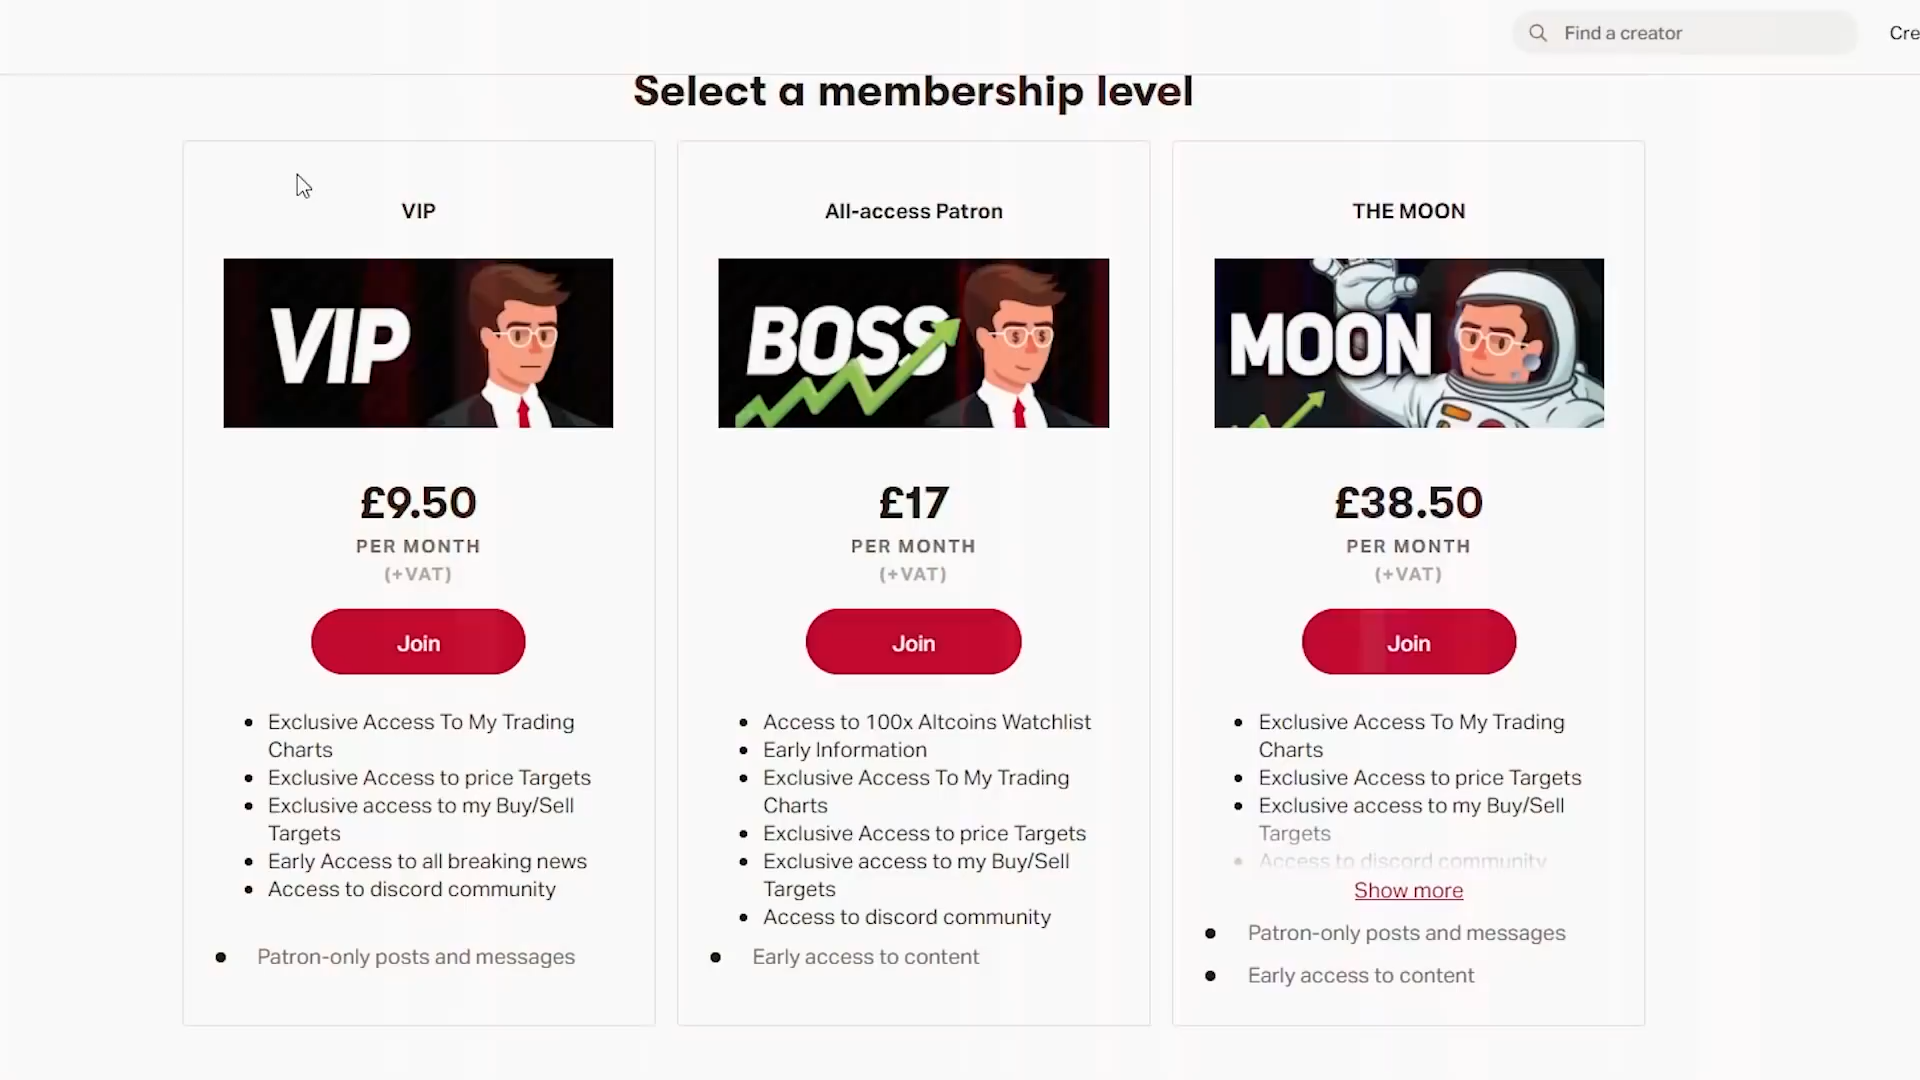 Find a creator
Cre
Select a membership level
VIP
VIP
£9.50
PER MONTH
(+VAT)
Join
Exclusive Access To My Trading
Charts
Exclusive Access to price Targets
Exclusive access to my Buy/Sell
Targets
Early Access to all breaking news
Access to discord community
Patron-only posts and messages
All-access Patron
BOSS
£17
PER MONTH
(+VAT)
Join
Access to 100x Altcoins Watchlist
Early Information
Exclusive Access To My Trading
Charts
Exclusive Access to price Targets
Exclusive access to my Buy/Sell
Targets
Access to discord community
Early access to content
THE MOON
MOON
£38.50
PER MONTH
(+VAT)
Join
Exclusive Access To My Trading
Charts
Exclusive Access to price Targets
Exclusive access to my Buy/Sell
Targets
Access to discord community
Show more
Patron-only posts and messages
Early access to content